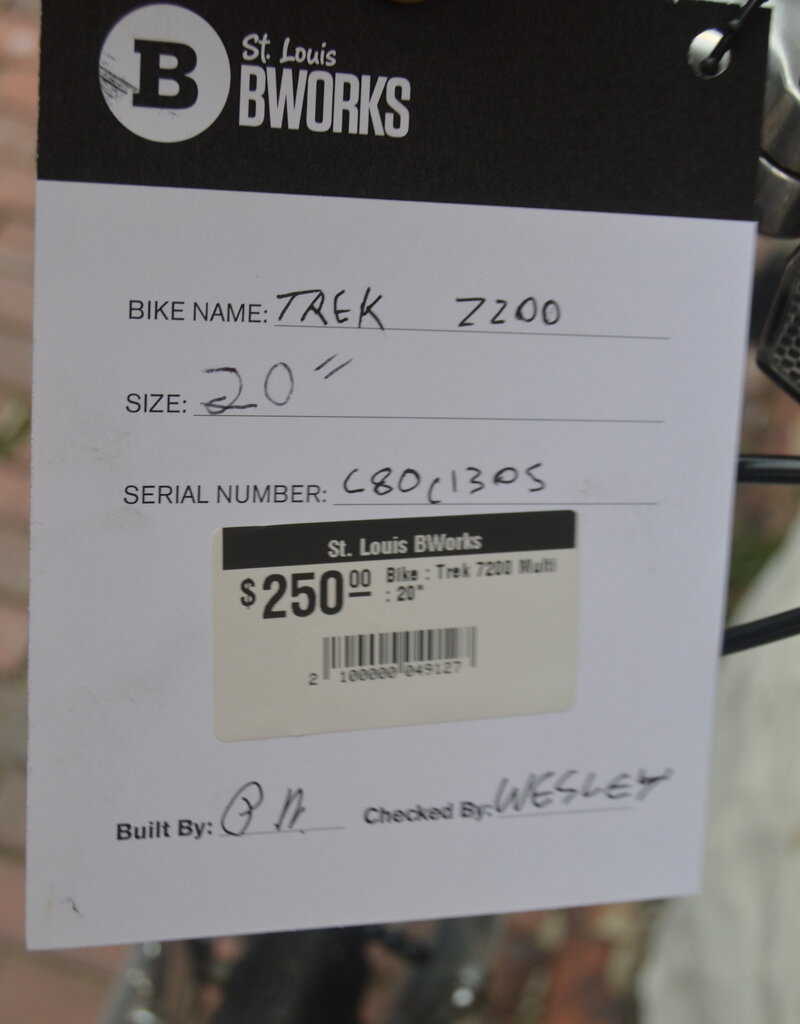 B
St. Louis
BWORKS
BIKE NAME: TREK 7200
SIZE: 20"
SERIAL NUMBER: C80C1305
St. Louis BWorks
$250.00 Bike : Trek 7200 Multi
: 20"
2 100000 049127
Built By: Checked By: WESLEY